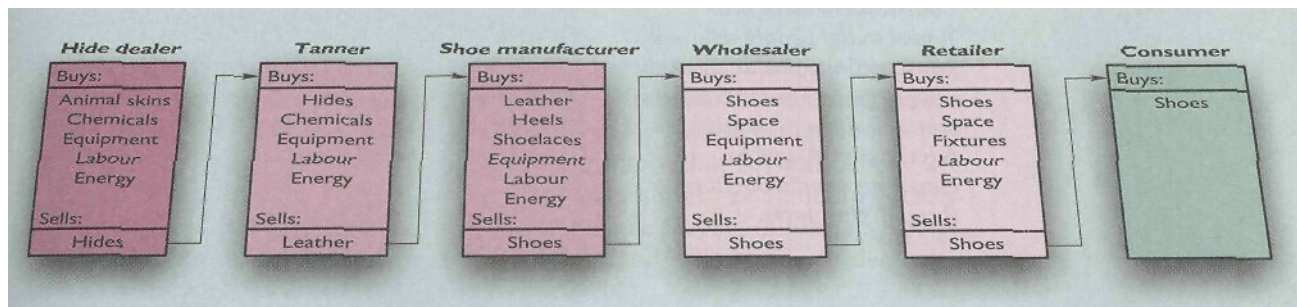 Hide dealer
Buys:
Animal skins
Chemicals
Equipment
Labour
Energy
Sells:
Hides
Tanner
Buys:
Hides
Chemicals
Equipment
Labour
Energy
Sells:
Leather
Shoe manufacturer
Buys:
Leather
Heels
Shoelaces
Equipment
Labour
Energy
Sells:
Shoes
Wholesaler
Buys:
Shoes
Space
Equipment
Labour
Energy
Sells:
Shoes
Retailer
Buys:
Shoes
Space
Fixtures
Labour
Energy
Sells:
Shoes
Consumer
Buys:
Shoes